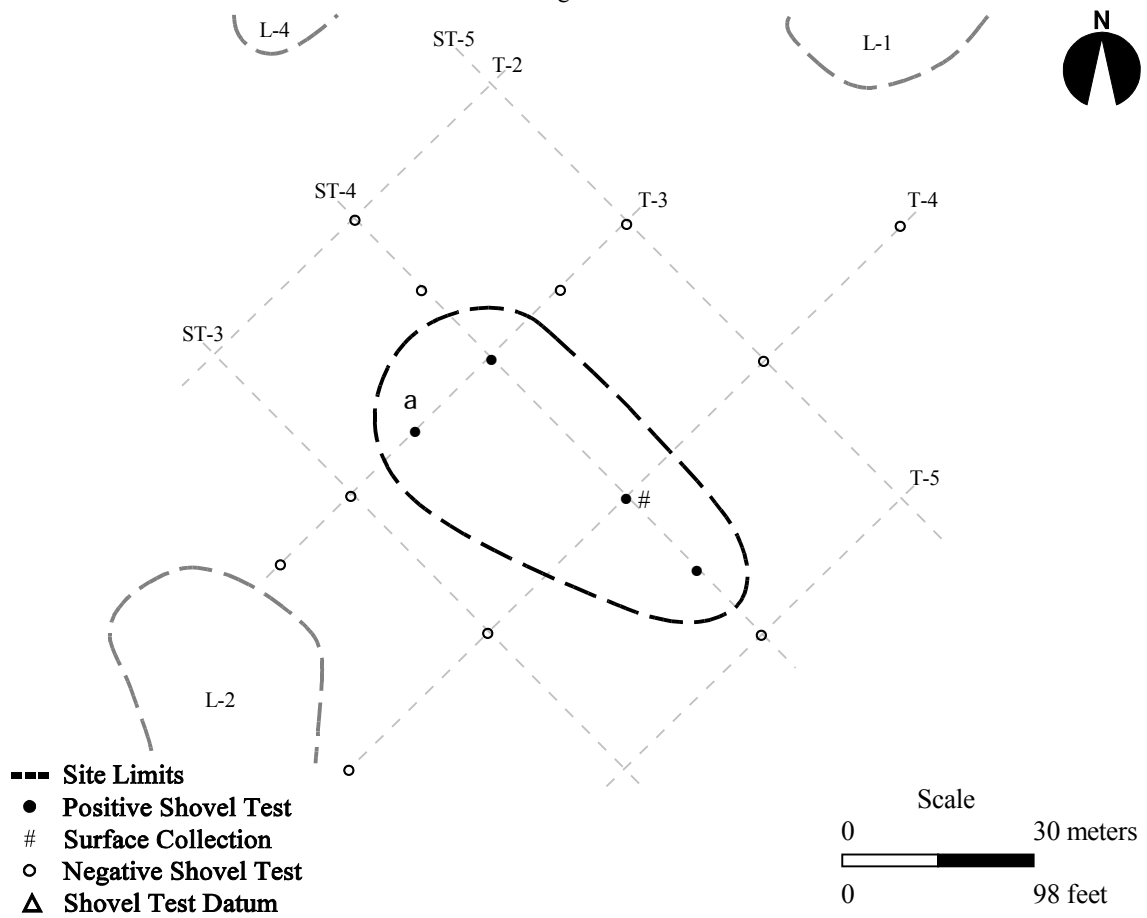 N
L-4
L-1
ST-5
T-2
ST-4
T-3
T-4
ST-3
a
T-5
#
L-2
Site Limits
Positive Shovel Test
# Surface Collection
Negative Shovel Test
Shovel Test Datum
Scale
0 30 meters
0 98 feet